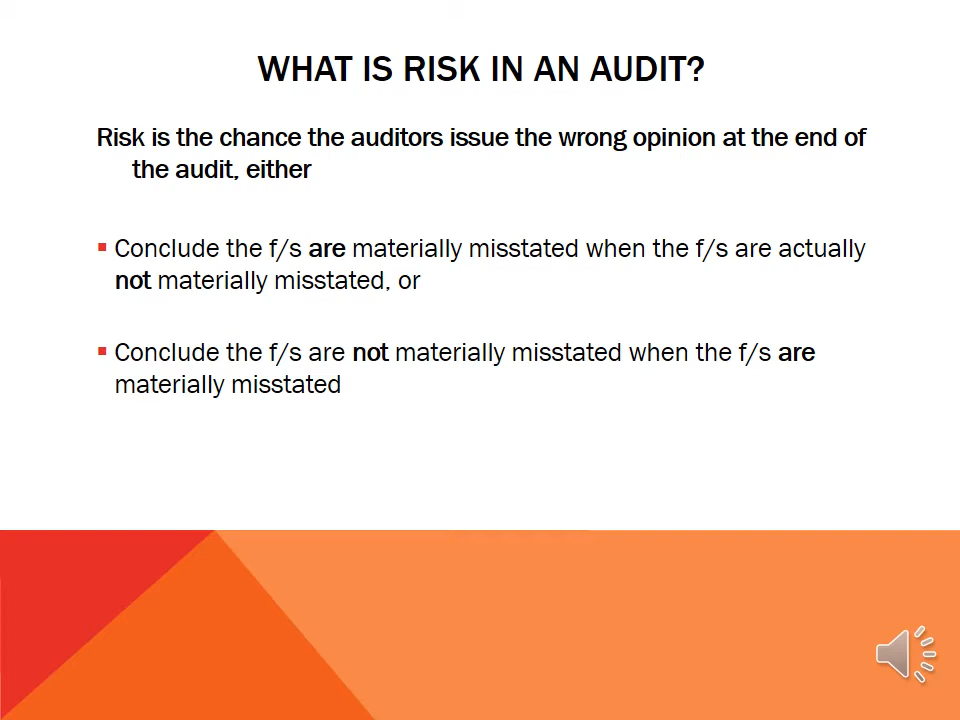 WHAT IS RISK IN AN AUDIT?
Risk is the chance the auditors issue the wrong opinion at the end of
the audit, either
▪ Conclude the f/s are materially misstated when the f/s are actually
not materially misstated, or
▪ Conclude the f/s are not materially misstated when the f/s are
materially misstated